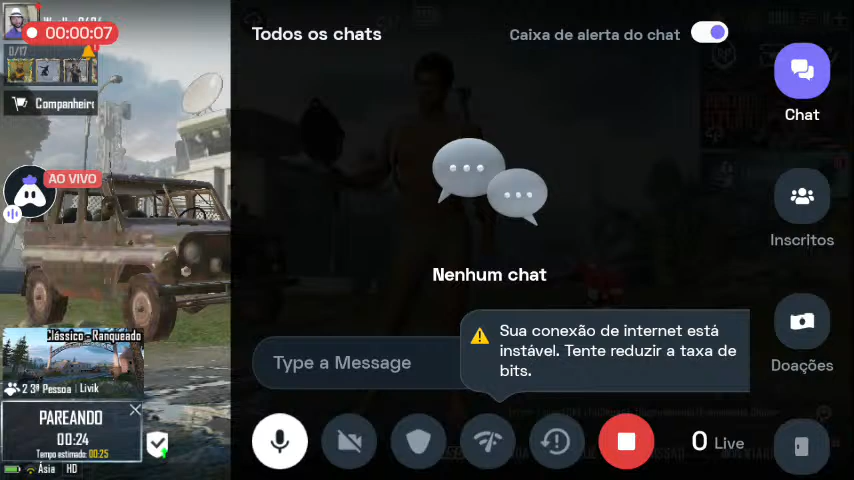 00:00:07
0/17
Companheiro
AO VIVO
Clássico - Ranqueado
2 3ª Pessoa | Livik
PAREANDO
00:24
Tempo estimado: 00:25
Ásia HD
Todos os chats
Caixa de alerta do chat
Chat
Inscritos
Nenhum chat
Sua conexão de internet está
instável. Tente reduzir a taxa de
bits.
Type a Message
Doações
0 Live